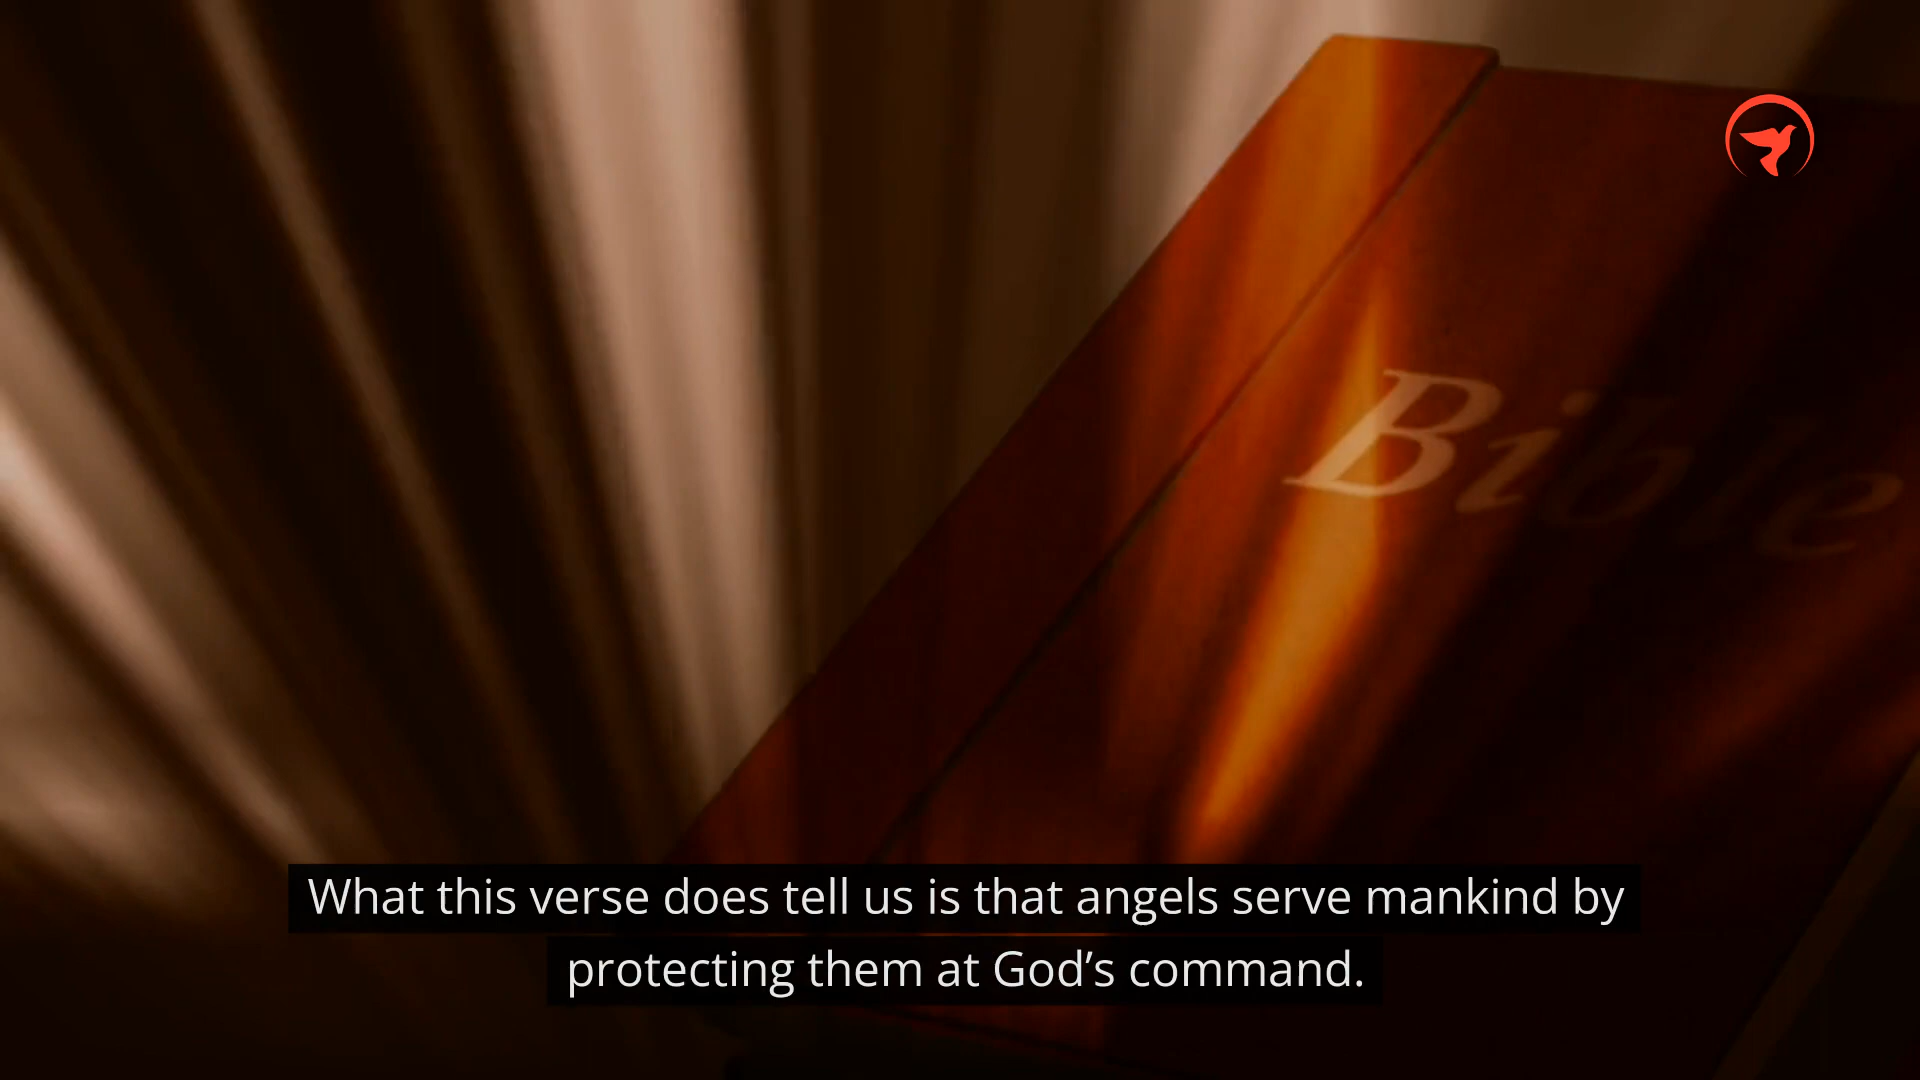 Bible
What this verse does tell us is that angels serve mankind by
protecting them at God’s command.